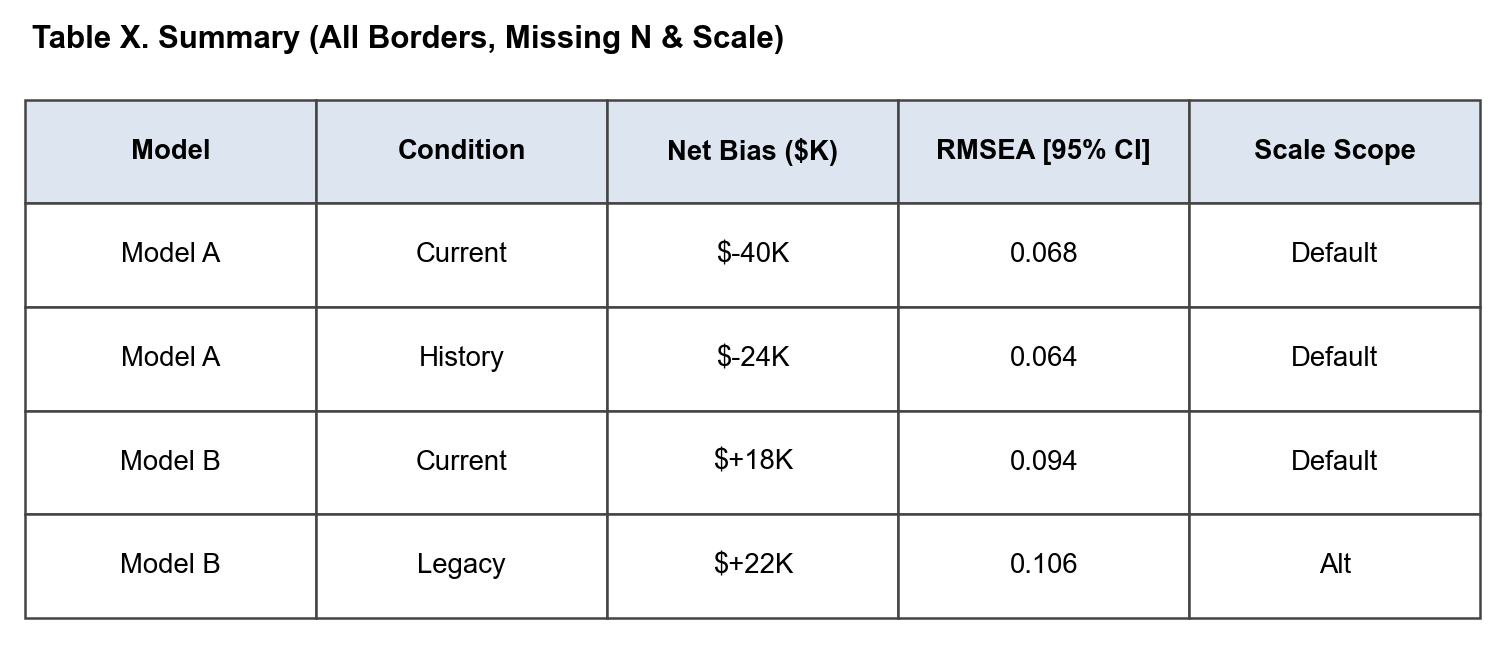 Table X. Summary (All Borders, Missing N & Scale)
Model Condition Net Bias ($K) RMSEA [95% CI] Scale Scope
Model A Current $-40K 0.068 Default
Model A History $-24K 0.064 Default
Model B Current $+18K 0.094 Default
Model B Legacy $+22K 0.106 Alt